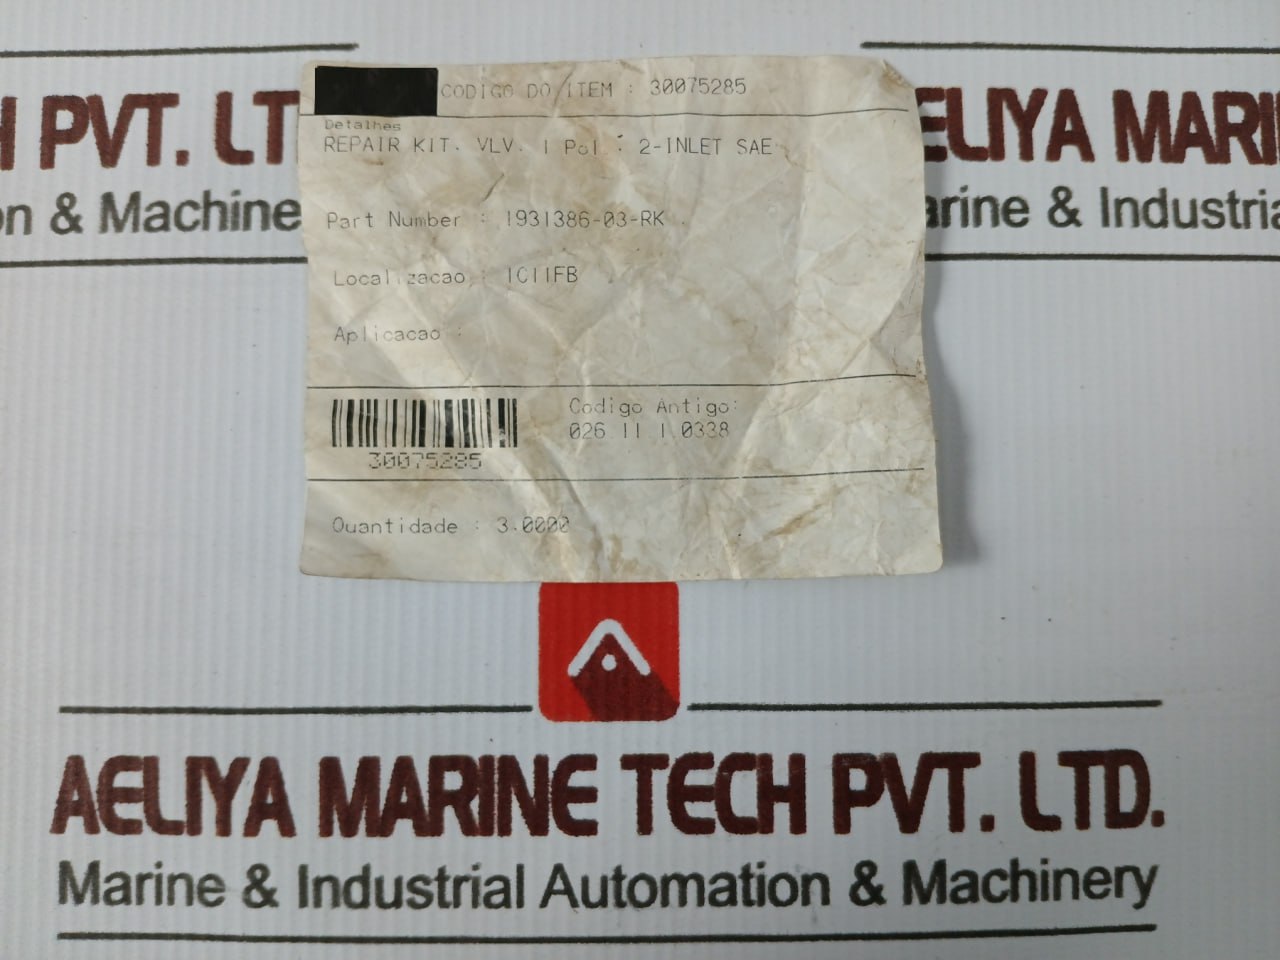 H PVT. LT
on & Machine
ELIYA MARI
arine & Industria
CODIGO DO ITEM : 30075285
Detalhes
REPAIR KIT. VLV. 1 Pol . : 2-INLET SAE
Part Number : 1931386-03-RK
Localizacao : 1C11FB
Aplicacao :
30075285
Codigo Antigo:
026.11.1.0338
Quantidade : 3.0000
AELIYA MARINE TECH PVT. LTD.
Marine & Industrial Automation & Machinery